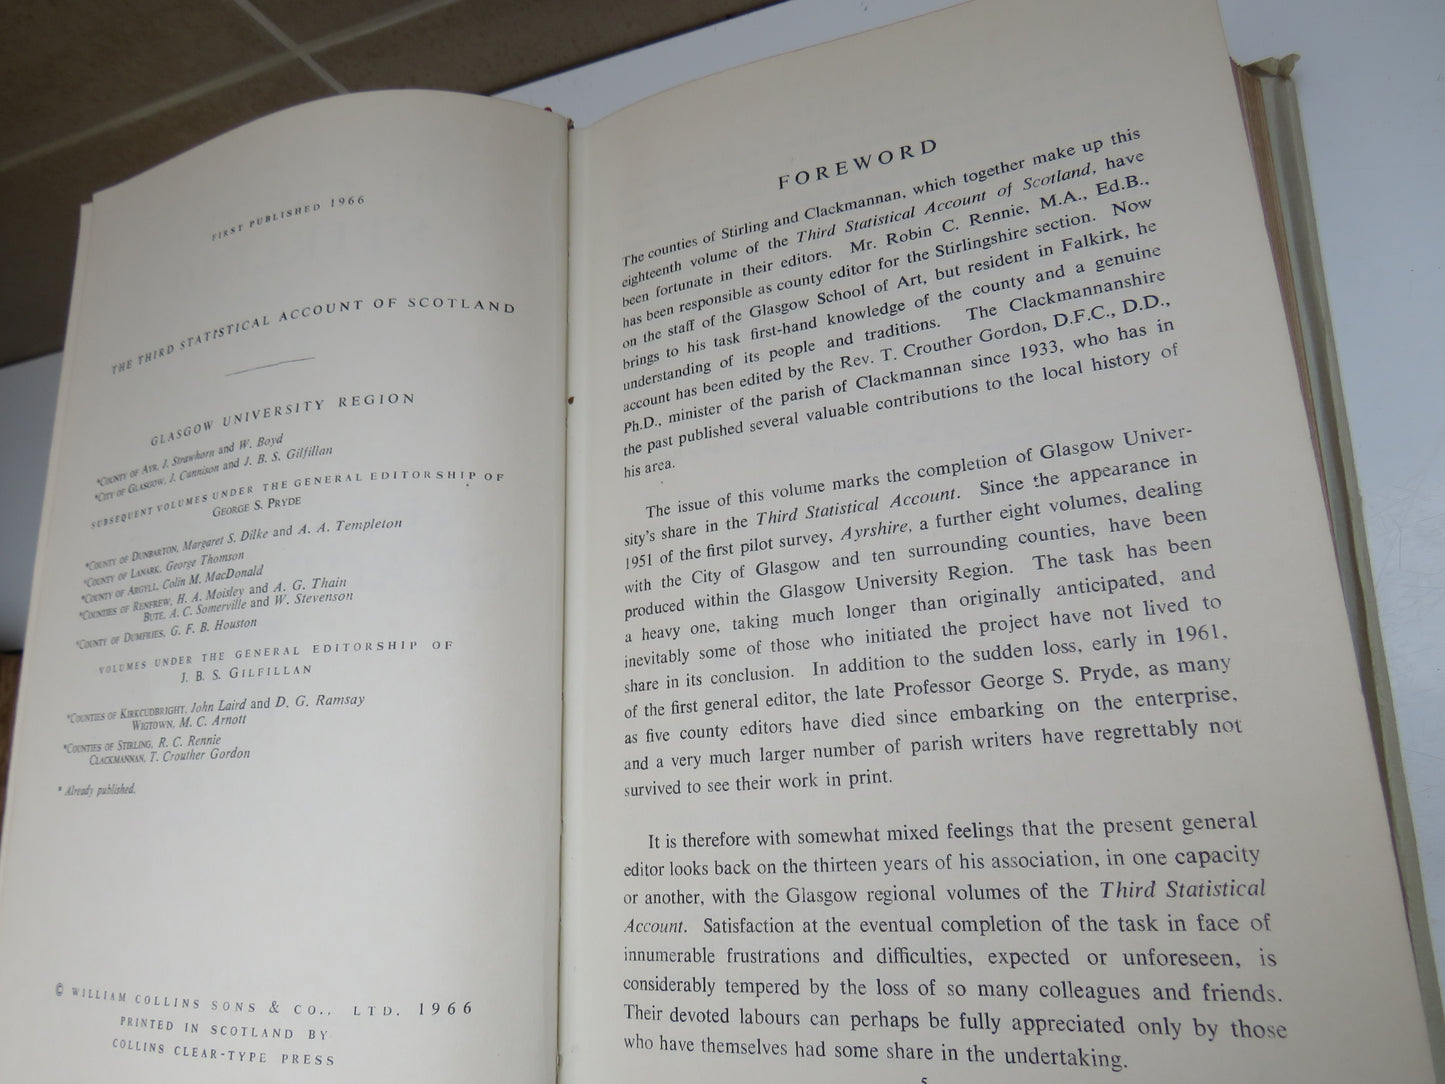 FIRST PUBLISHED 1966
THE THIRD STATISTICAL ACCOUNT OF SCOTLAND
GLASGOW UNIVERSITY REGION
*COUNTY OF AYR, J. Strawhorn and W. Boyd
*CITY OF GLASGOW, J. Cunnison and J. B. S. Gilfillan
SUBSEQUENT VOLUMES UNDER THE GENERAL EDITORSHIP OF
GEORGE S. PRYDE
*COUNTY OF DUNBARTON, Margaret S. Dilke and A. A. Templeton
*COUNTY OF LANARK, George Thomson
*COUNTY OF ARGYLL, Colin M. MacDonald
*COUNTIES OF RENFREW, H. A. Moisley and A. G. Thain
BUTE, A. C. Somerville and W. Stevenson
*COUNTY OF DUMFRIES, G. F. B. Houston
VOLUMES UNDER THE GENERAL EDITORSHIP OF
J. B. S. GILFILLAN
*COUNTIES OF KIRKCUDBRIGHT, John Laird and D. G. Ramsay
WIGTOWN, M. C. Arnott
*COUNTIES OF STIRLING, R. C. Rennie
CLACKMANNAN, T. Crouther Gordon
* Already published.
© WILLIAM COLLINS SONS & CO., LTD. 1966
PRINTED IN SCOTLAND BY
COLLINS CLEAR-TYPE PRESS
FOREWORD
The counties of Stirling and Clackmannan, which together make up this
eighteenth volume of the Third Statistical Account of Scotland, have
been fortunate in their editors. Mr. Robin C. Rennie, M.A., Ed.B.,
has been responsible as county editor for the Stirlingshire section. Now
on the staff of the Glasgow School of Art, but resident in Falkirk, he
brings to his task first-hand knowledge of the county and a genuine
understanding of its people and traditions. The Clackmannanshire
account has been edited by the Rev. T. Crouther Gordon, D.F.C., D.D.,
Ph.D., minister of the parish of Clackmannan since 1933, who has in
the past published several valuable contributions to the local history of
his area.
The issue of this volume marks the completion of Glasgow Univer-
sity's share in the Third Statistical Account. Since the appearance in
1951 of the first pilot survey, Ayrshire, a further eight volumes, dealing
with the City of Glasgow and ten surrounding counties, have been
produced within the Glasgow University Region. The task has been
a heavy one, taking much longer than originally anticipated, and
inevitably some of those who initiated the project have not lived to
share in its conclusion. In addition to the sudden loss, early in 1961,
of the first general editor, the late Professor George S. Pryde, as many
as five county editors have died since embarking on the enterprise,
and a very much larger number of parish writers have regrettably not
survived to see their work in print.
It is therefore with somewhat mixed feelings that the present general
editor looks back on the thirteen years of his association, in one capacity
or another, with the Glasgow regional volumes of the Third Statistical
Account. Satisfaction at the eventual completion of the task in face of
innumerable frustrations and difficulties, expected or unforeseen, is
considerably tempered by the loss of so many colleagues and friends.
Their devoted labours can perhaps be fully appreciated only by those
who have themselves had some share in the undertaking.
5